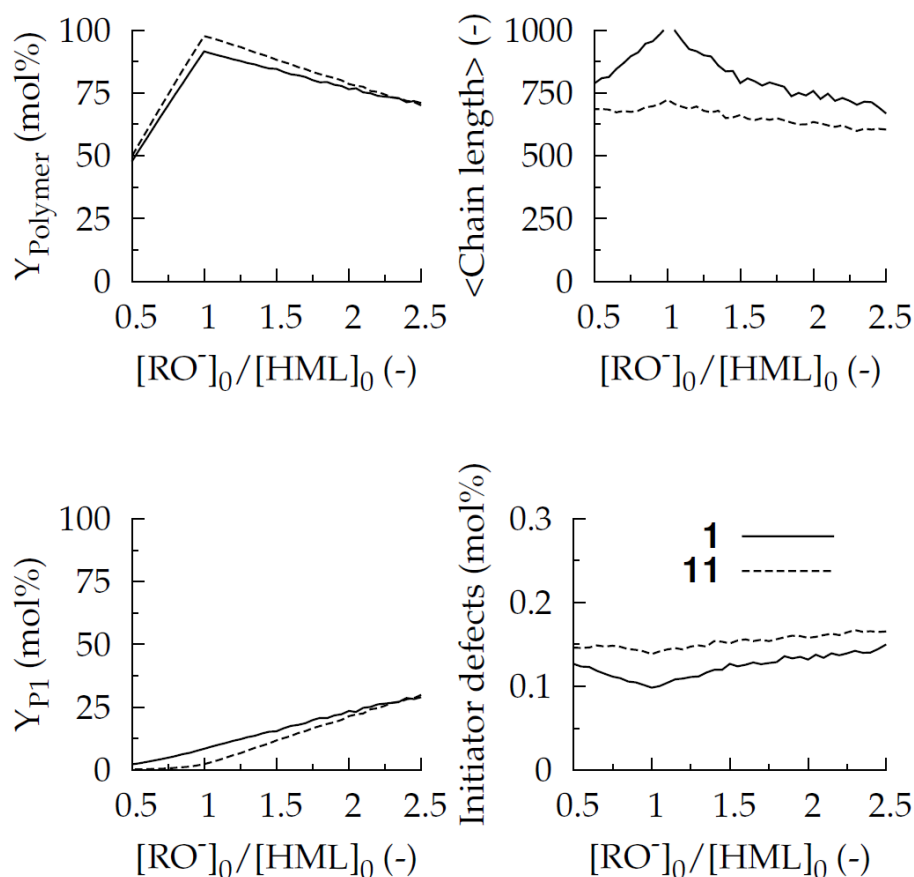 Y_Polymer (mol%)
100
75
50
25
0
0.5 1 1.5 2 2.5
[RO⁻]₀/[HML]₀ (-)
<Chain length> (-)
1000
750
500
250
0
0.5 1 1.5 2 2.5
[RO⁻]₀/[HML]₀ (-)
Y_P1 (mol%)
100
75
50
25
0
0.5 1 1.5 2 2.5
[RO⁻]₀/[HML]₀ (-)
Initiator defects (mol%)
0.3
0.2
0.1
0
1
11
0.5 1 1.5 2 2.5
[RO⁻]₀/[HML]₀ (-)